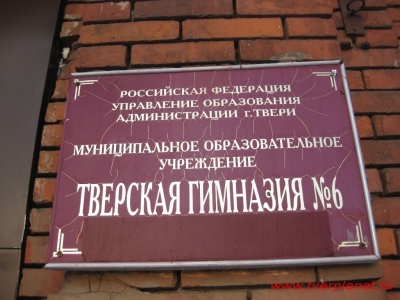 РОССИЙСКАЯ ФЕДЕРАЦИЯ
УПРАВЛЕНИЕ ОБРАЗОВАНИЯ
АДМИНИСТРАЦИИ г.ТВЕРИ
МУНИЦИПАЛЬНОЕ ОБРАЗОВАТЕЛЬНОЕ
УЧРЕЖДЕНИЕ
ТВЕРСКАЯ ГИМНАЗИЯ №6